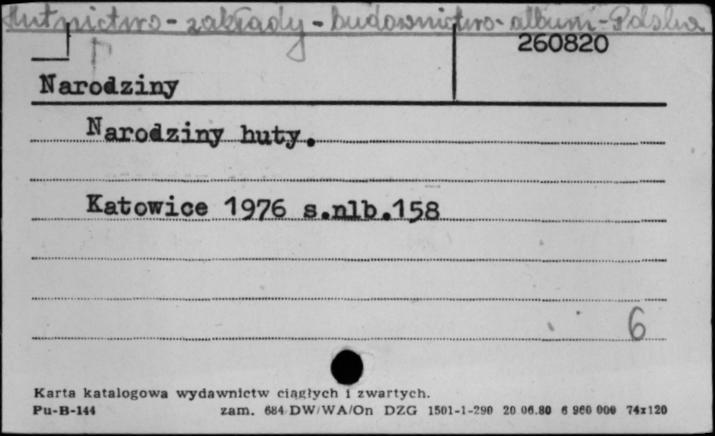 Hutnictwo - zakłady - budownictwo - album - Polska
260820
p
Narodziny
Narodziny huty.
Katowice 1976 s.nlb.158
6
Karta katalogowa wydawnictw ciągłych i zwartych.
Pu-B-144 zam. 684 DW/WA/On DZG 1501-1-290 20 06.80 6 960 000 74x120